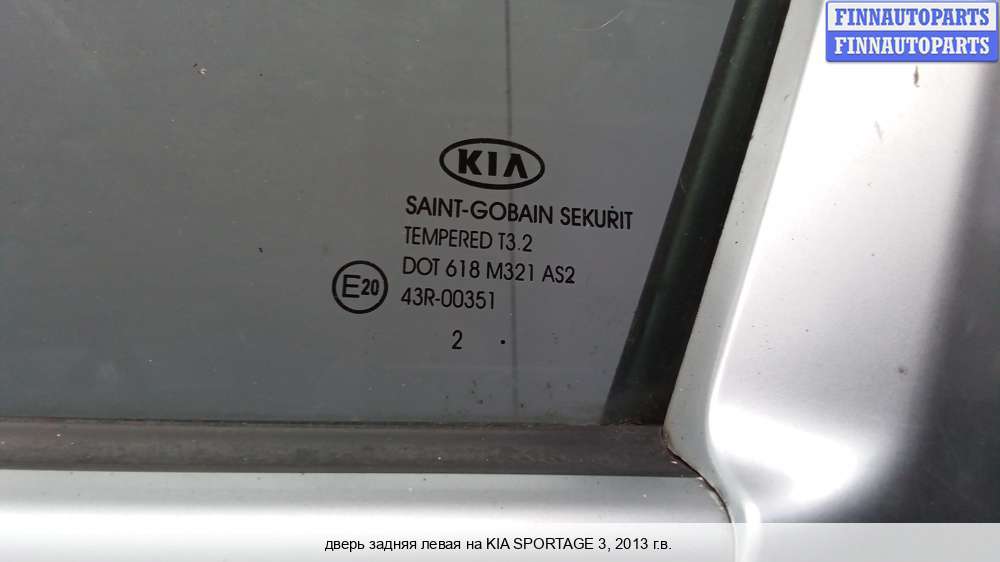 FINNAUTOPARTS
FINNAUTOPARTS
KIA
SAINT-GOBAIN SEKURIT
TEMPERED T3.2
DOT 618 M321 AS2
E20
43R-00351
2 .
дверь задняя левая на KIA SPORTAGE 3, 2013 г.в.